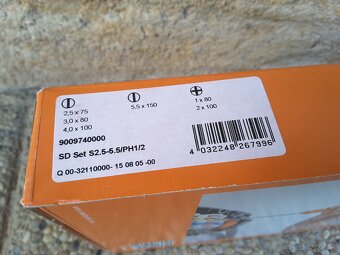 2,5 x 75
3,0 x 80
4,0 x 100
5.5 x 150
1 x 80
2 x 100
9009740000
SD Set S2.5-5.5/PH1/2
Q 00-32110000- 15 08 05 -00
4 032248 267996